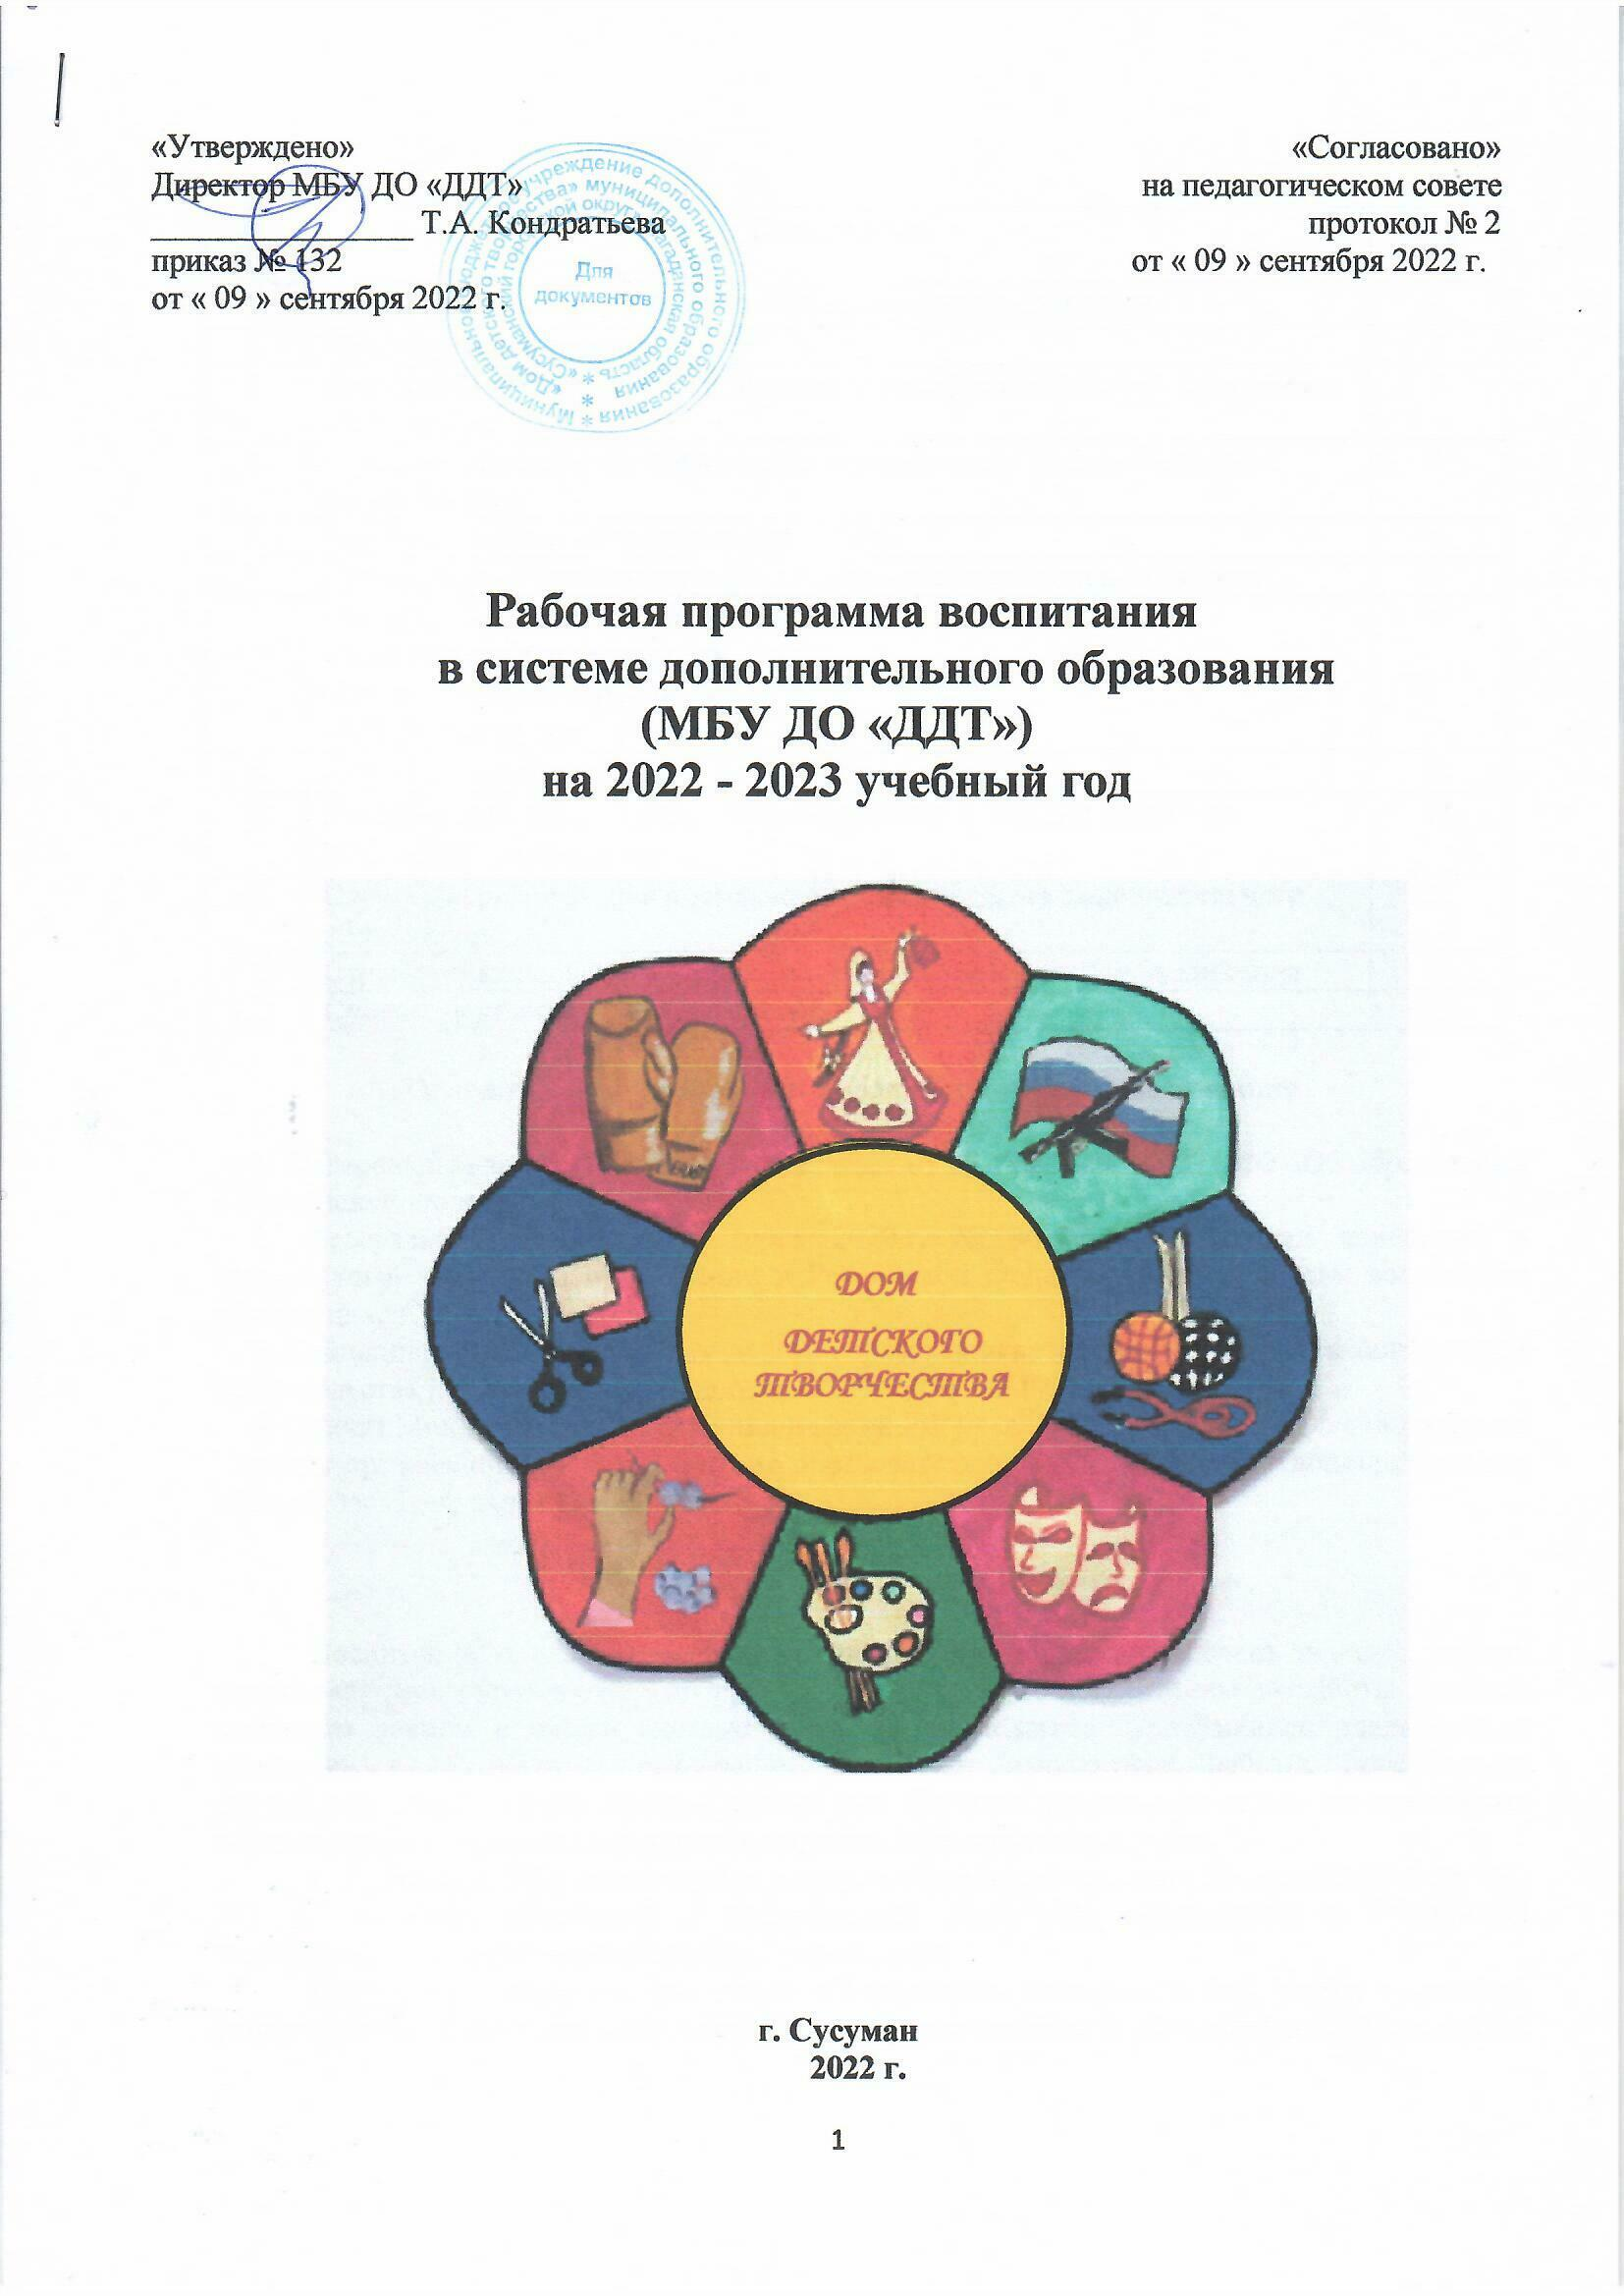 «Утверждено»
Директор МБУ ДО «ДДТ»
Т.А. Кондратьева
приказ № 132
от « 09 » сентября 2022 г.
«Согласовано»
на педагогическом совете
протокол № 2
от « 09 » сентября 2022 г.
Для
документов
Рабочая программа воспитания
в системе дополнительного образования
(МБУ ДО «ДДТ»)
на 2022 - 2023 учебный год
ДОМ
ДЕТСКОГО
ТВОРЧЕСТВА
г. Сусуман
2022 г.
1